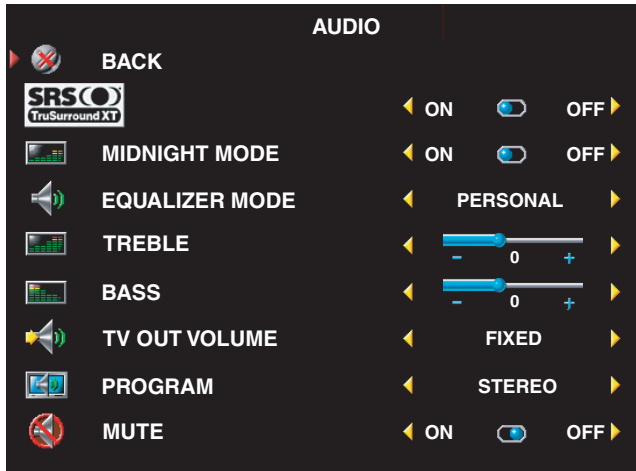 AUDIO
BACK
SRS
TruSurround XT
ON OFF
MIDNIGHT MODE ON OFF
EQUALIZER MODE PERSONAL
TREBLE
- 0 +
BASS
- 0 +
TV OUT VOLUME FIXED
PROGRAM STEREO
MUTE ON OFF